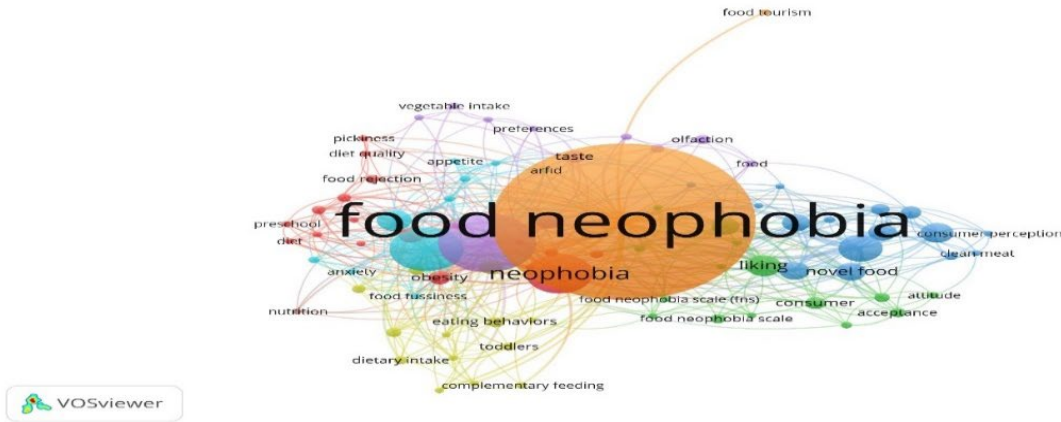 food tourism
vegetable intake
preferences
pickiness
olfaction
diet quality
appetite
taste
food
food rejection
arfid
food neophobia
preschool
consumer perception
diet
clean meat
anxiety
obesity
neophobia
liking
novel food
food fussiness
food neophobia scale (fns)
consumer
attitude
nutrition
eating behaviors
food neophobia scale
acceptance
toddlers
dietary intake
complementary feeding
VOSviewer